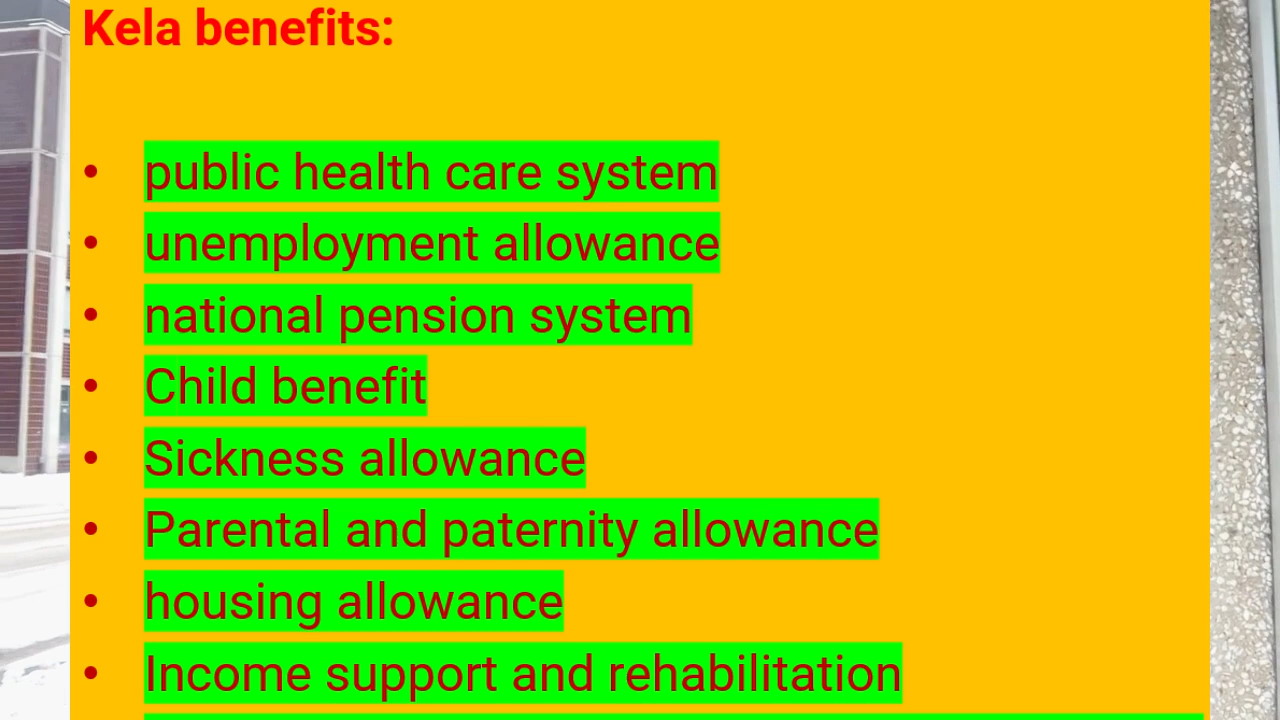 Kela benefits:
• public health care system
• unemployment allowance
• national pension system
• Child benefit
• Sickness allowance
• Parental and paternity allowance
• housing allowance
• Income support and rehabilitation